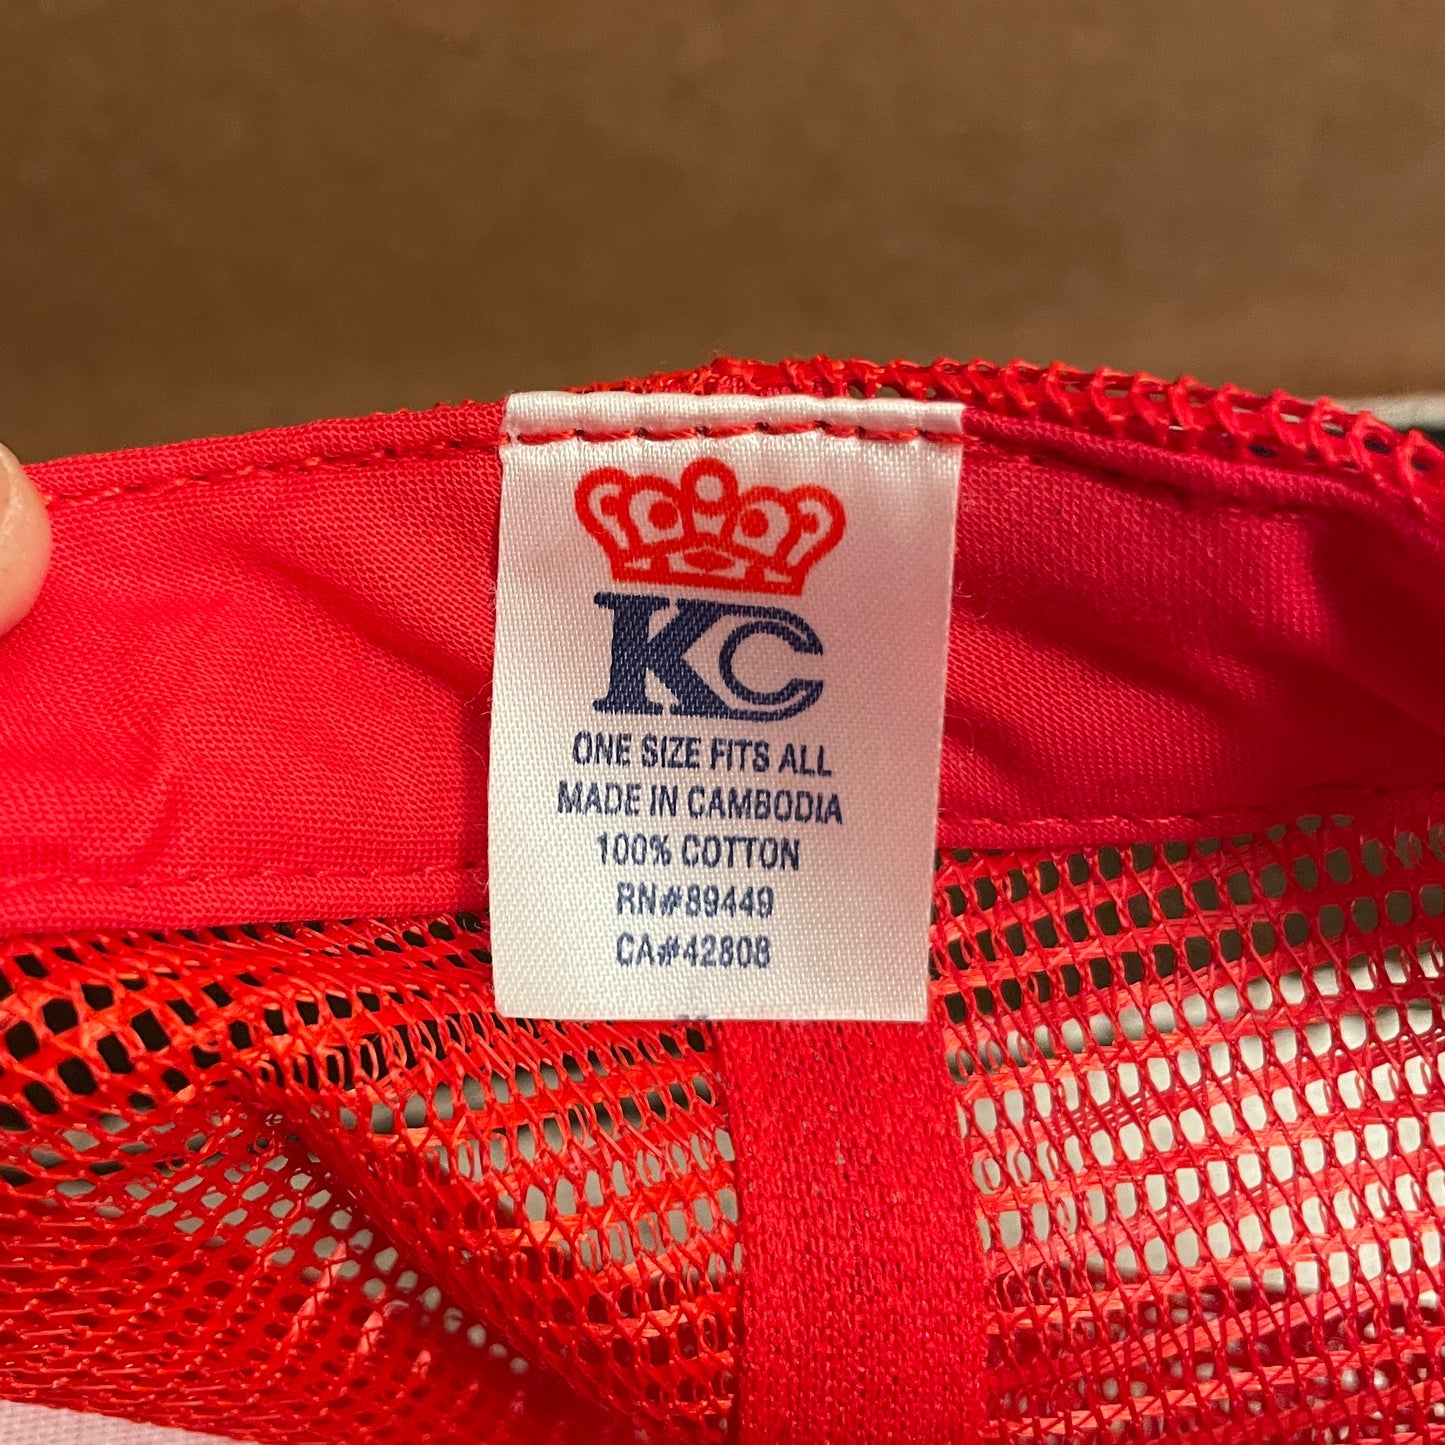 KC
ONE SIZE FITS ALL
MADE IN CAMBODIA
100% COTTON
RN#89449
CA#42808